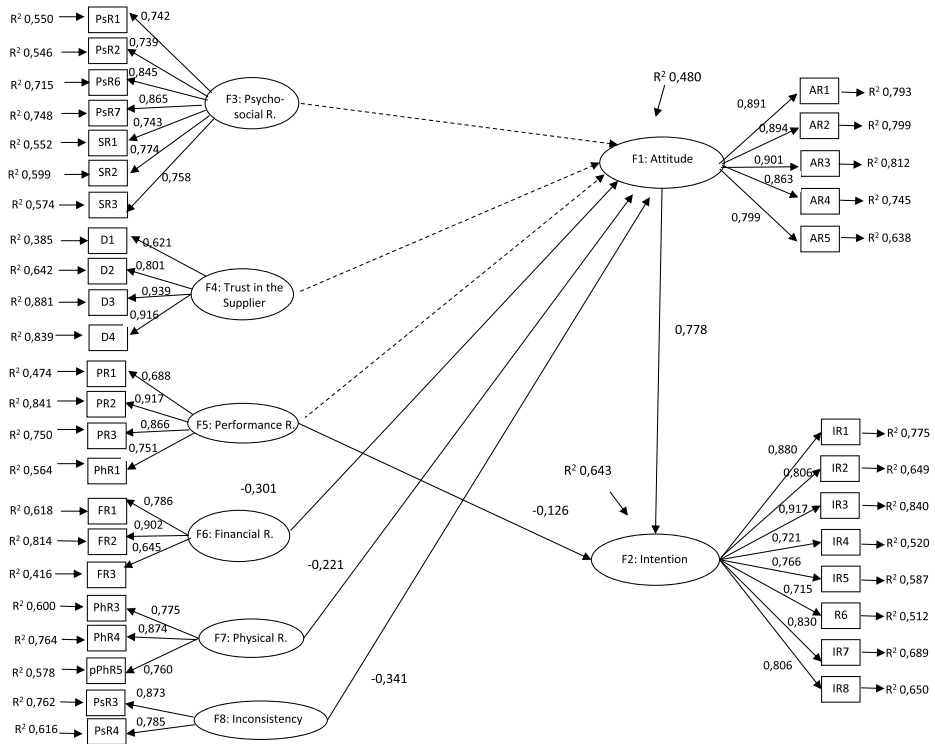 R² 0,550 PsR1 0,742
R² 0,546 PsR2 0,739
R² 0,715 PsR6 0,845
R² 0,748 PsR7 0,865
R² 0,552 SR1 0,743
R² 0,599 SR2 0,774
R² 0,574 SR3 0,758
F3: Psycho-
social R.
R² 0,385 D1 0,621
R² 0,642 D2 0,801
R² 0,881 D3 0,939
R² 0,839 D4 0,916
F4: Trust in the
Supplier
R² 0,474 PR1 0,688
R² 0,841 PR2 0,917
R² 0,750 PR3 0,866
R² 0,564 PhR1 0,751
F5: Performance R.
R² 0,618 FR1 0,786
R² 0,814 FR2 0,902
R² 0,416 FR3 0,645
F6: Financial R.
R² 0,600 PhR3 0,775
R² 0,764 PhR4 0,874
R² 0,578 pPhR5 0,760
F7: Physical R.
R² 0,762 PsR3 0,873
R² 0,616 PsR4 0,785
F8: Inconsistency
-0,301
-0,221
-0,341
-0,126
0,778
R² 0,480
F1: Attitude
0,891 AR1 R² 0,793
0,894 AR2 R² 0,799
0,901 AR3 R² 0,812
0,863 AR4 R² 0,745
0,799 AR5 R² 0,638
R² 0,643
F2: Intention
0,880 IR1 R² 0,775
0,806 IR2 R² 0,649
0,917 IR3 R² 0,840
0,721 IR4 R² 0,520
0,766 IR5 R² 0,587
0,715 R6 R² 0,512
0,830 IR7 R² 0,689
0,806 IR8 R² 0,650